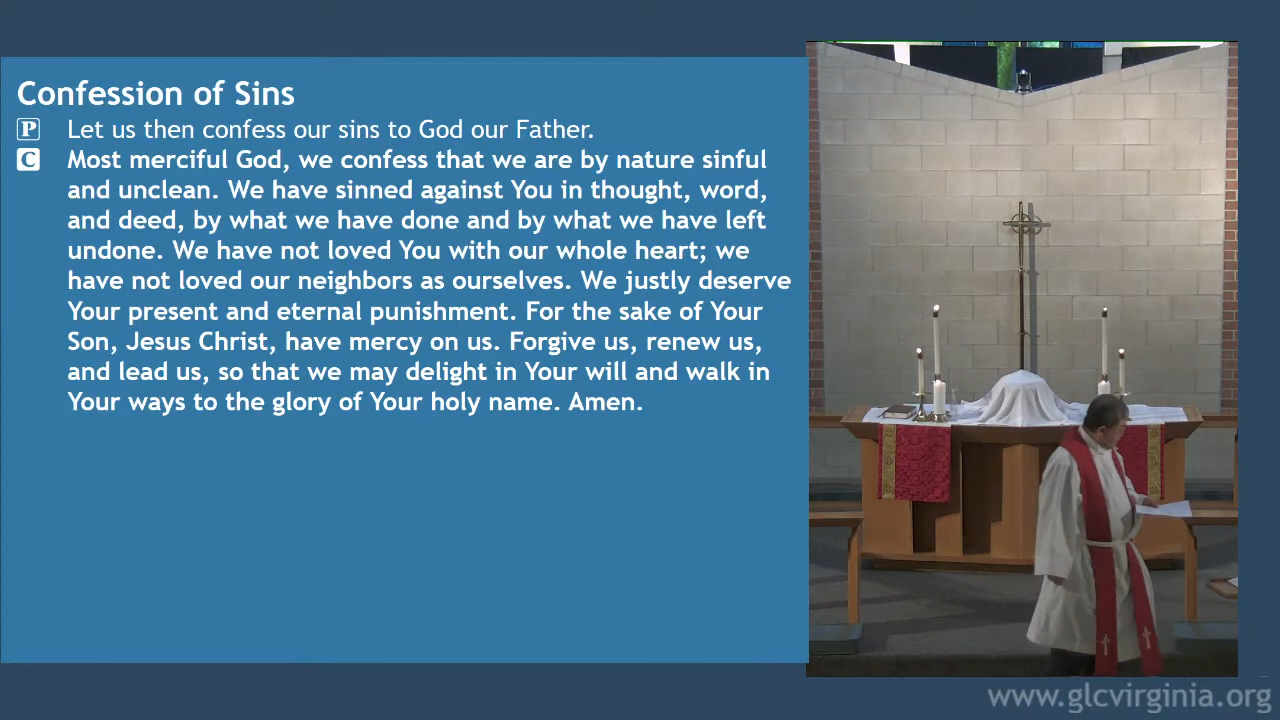 Confession of Sins
P Let us then confess our sins to God our Father.
C Most merciful God, we confess that we are by nature sinful
and unclean. We have sinned against You in thought, word,
and deed, by what we have done and by what we have left
undone. We have not loved You with our whole heart; we
have not loved our neighbors as ourselves. We justly deserve
Your present and eternal punishment. For the sake of Your
Son, Jesus Christ, have mercy on us. Forgive us, renew us,
and lead us, so that we may delight in Your will and walk in
Your ways to the glory of Your holy name. Amen.
www.glcvirginia.org